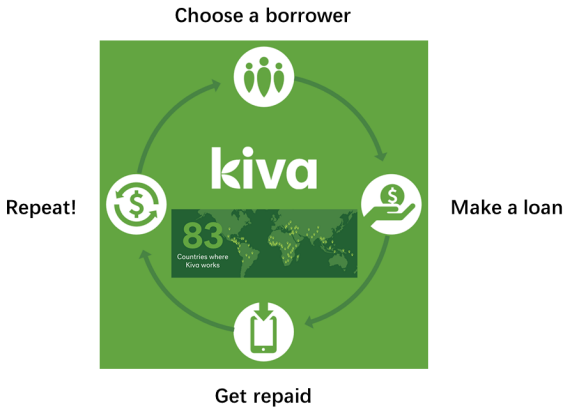 Choose a borrower
kiva
Repeat!
Make a loan
83
Countries where
Kiva works
Get repaid